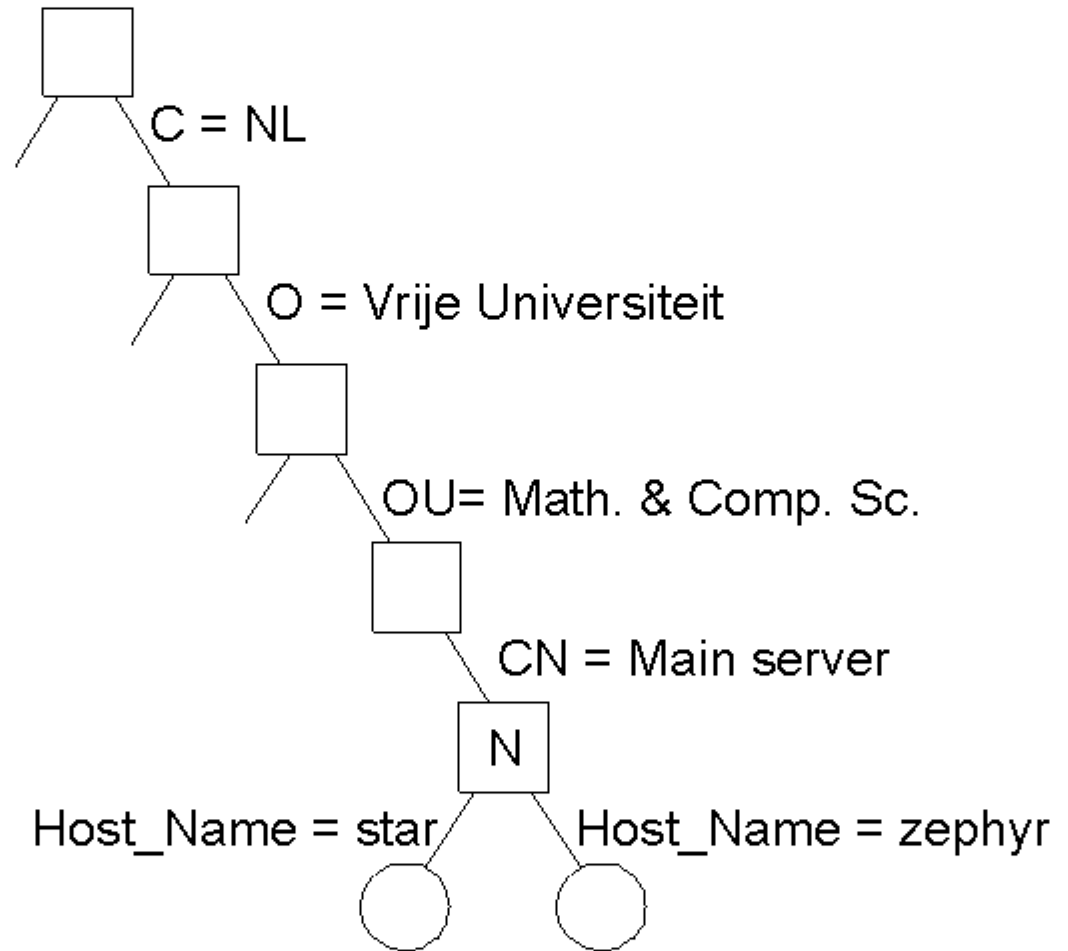 C = NL
O = Vrije Universiteit
OU= Math. & Comp. Sc.
CN = Main server
N
Host_Name = star
Host_Name = zephyr